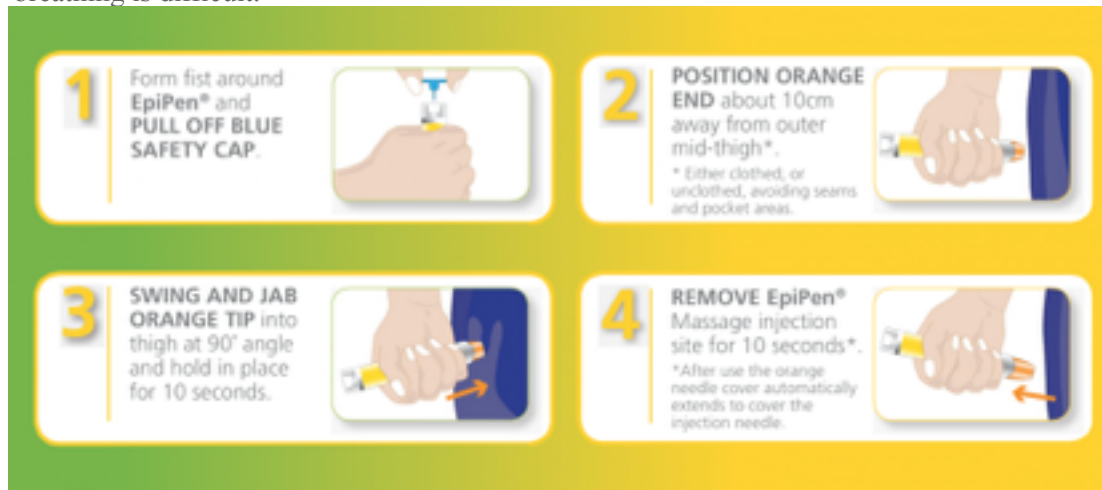 breathing is difficult.
1
Form fist around
EpiPen® and
PULL OFF BLUE
SAFETY CAP.
2
POSITION ORANGE
END about 10cm
away from outer
mid-thigh*.
* Either clothed, or
unclothed, avoiding seams
and pocket areas.
3
SWING AND JAB
ORANGE TIP into
thigh at 90° angle
and hold in place
for 10 seconds.
4
REMOVE EpiPen®
Massage injection
site for 10 seconds*.
*After use the orange
needle cover automatically
extends to cover the
injection needle.